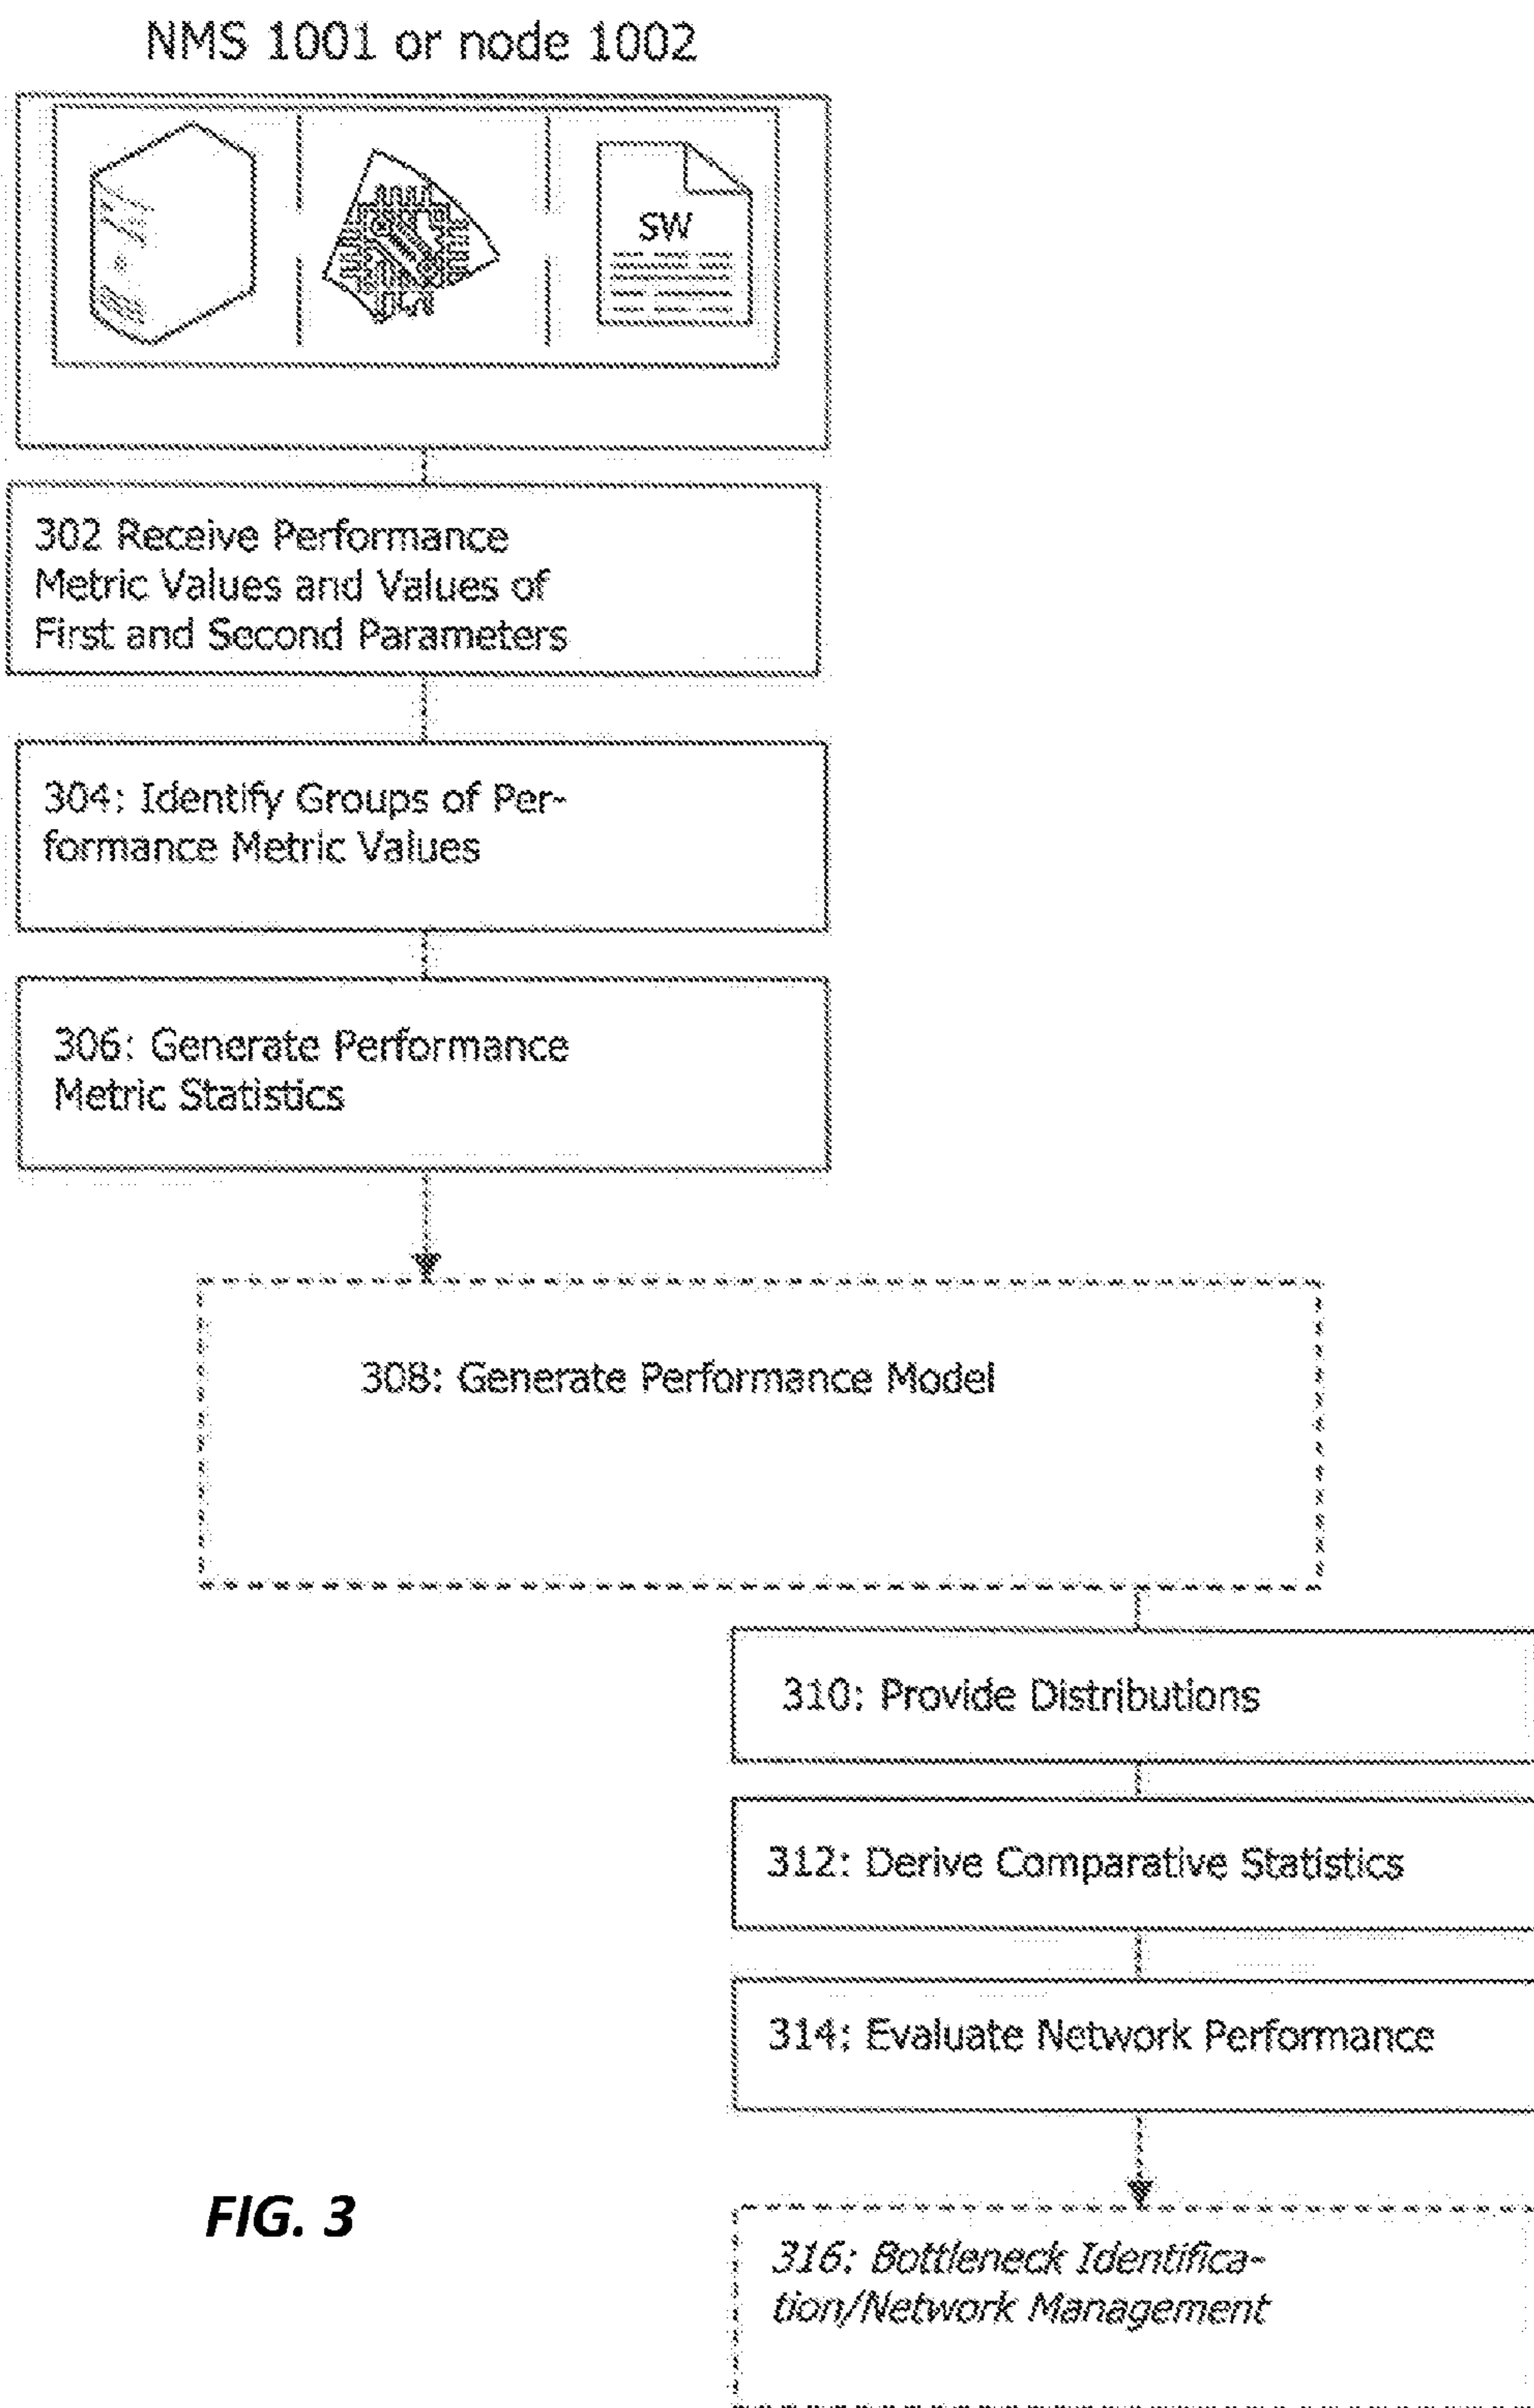 NMS 1001 or node 1002
SW
302 Receive Performance
Metric Values and Values of
First and Second Parameters
304: Identify Groups of Per-
formance Metric Values
306: Generate Performance
Metric Statistics
308: Generate Performance Model
310: Provide Distributions
312: Derive Comparative Statistics
314: Evaluate Network Performance
316: Bottleneck Identifica-
tion/Network Management
FIG. 3